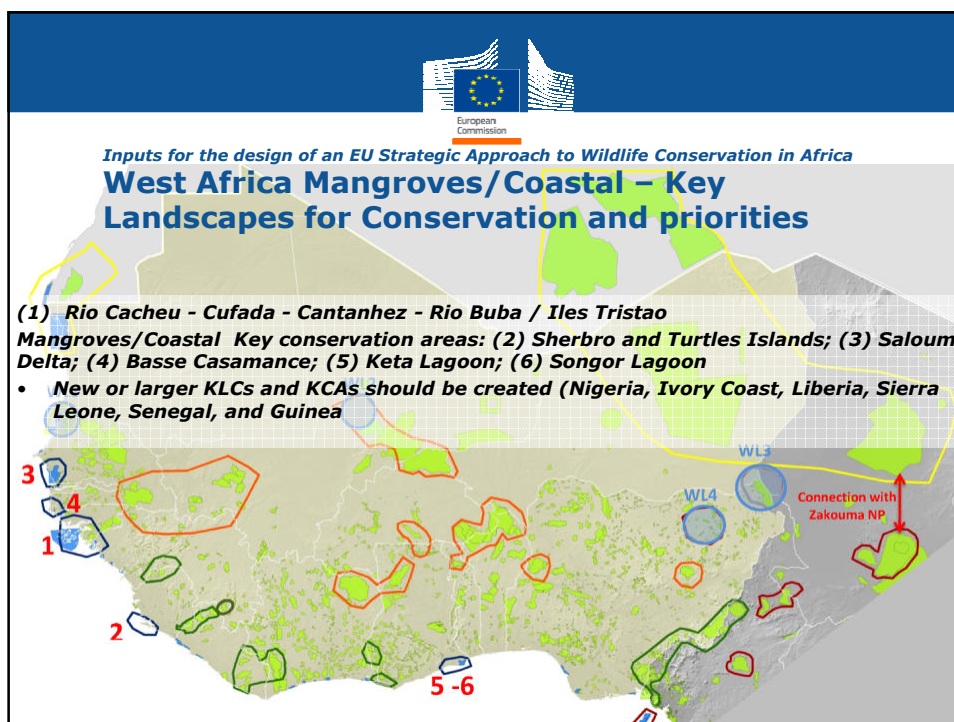 European
Commission
Inputs for the design of an EU Strategic Approach to Wildlife Conservation in Africa
West Africa Mangroves/Coastal – Key
Landscapes for Conservation and priorities
(1) Rio Cacheu - Cufada - Cantanhez - Rio Buba / Iles Tristao
Mangroves/Coastal Key conservation areas: (2) Sherbro and Turtles Islands; (3) Saloum
Delta; (4) Basse Casamance; (5) Keta Lagoon; (6) Songor Lagoon
• New or larger KLCs and KCAs should be created (Nigeria, Ivory Coast, Liberia, Sierra
Leone, Senegal, and Guinea
WL3
3
WL4
Connection with
Zakouma NP
4
1
2
5 -6